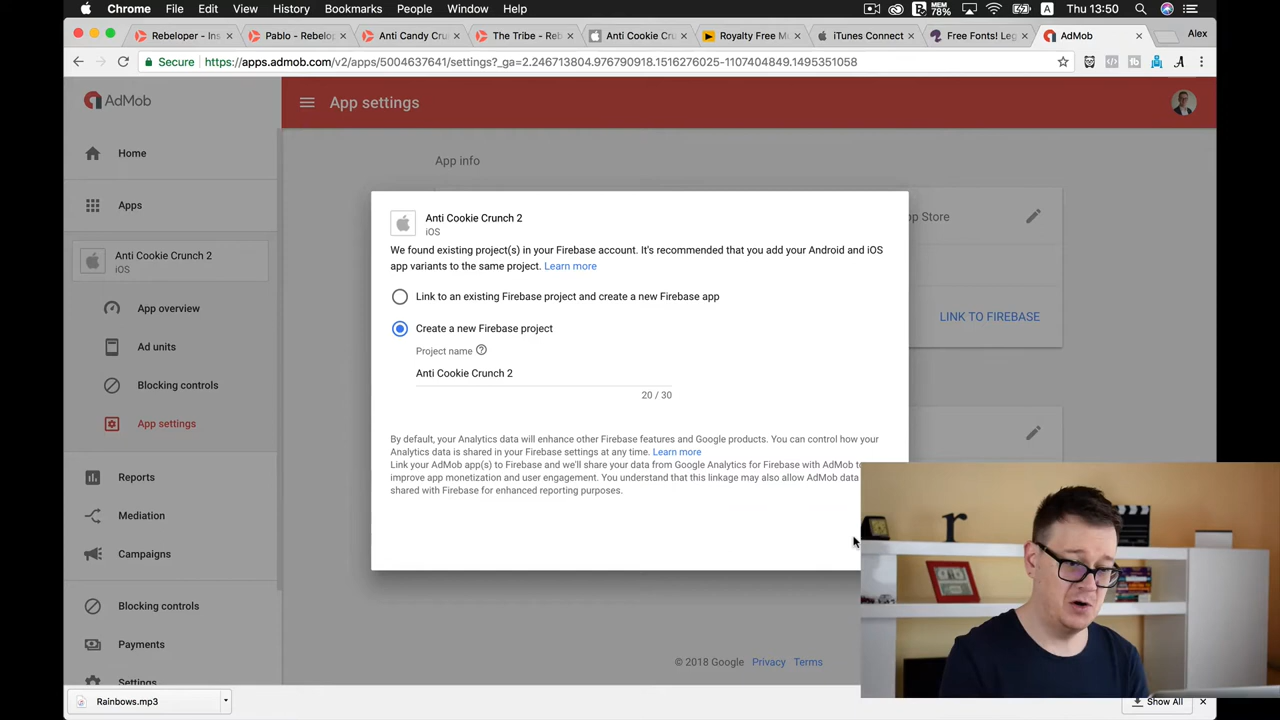 Chrome File Edit View History Bookmarks People Window Help MEM 78% A Thu 13:50 Alex
Rebeloper - Ins
Pablo - Rebelo
Anti Candy Cru
The Tribe - Reb
Anti Cookie Cr
Royalty Free M
iTunes Connect
Free Fonts! Leg
AdMob
Secure https://apps.admob.com/v2/apps/5004637641/settings?_ga=2.246713804.976790918.1516276025-1107404849.1495351058
AdMob
App settings
Home
Apps
Anti Cookie Crunch 2
iOS
App overview
Ad units
Blocking controls
App settings
Reports
Mediation
Campaigns
Blocking controls
Payments
Settings
App info
pp Store
LINK TO FIREBASE
Anti Cookie Crunch 2
iOS
We found existing project(s) in your Firebase account. It's recommended that you add your Android and iOS
app variants to the same project. Learn more
Link to an existing Firebase project and create a new Firebase app
Create a new Firebase project
Project name
Anti Cookie Crunch 2
20 / 30
By default, your Analytics data will enhance other Firebase features and Google products. You can control how your
Analytics data is shared in your Firebase settings at any time. Learn more
Link your AdMob app(s) to Firebase and we'll share your data from Google Analytics for Firebase with AdMob to
improve app monetization and user engagement. You understand that this linkage may also allow AdMob data
shared with Firebase for enhanced reporting purposes.
© 2018 Google Privacy Terms
Rainbows.mp3
Show All
r